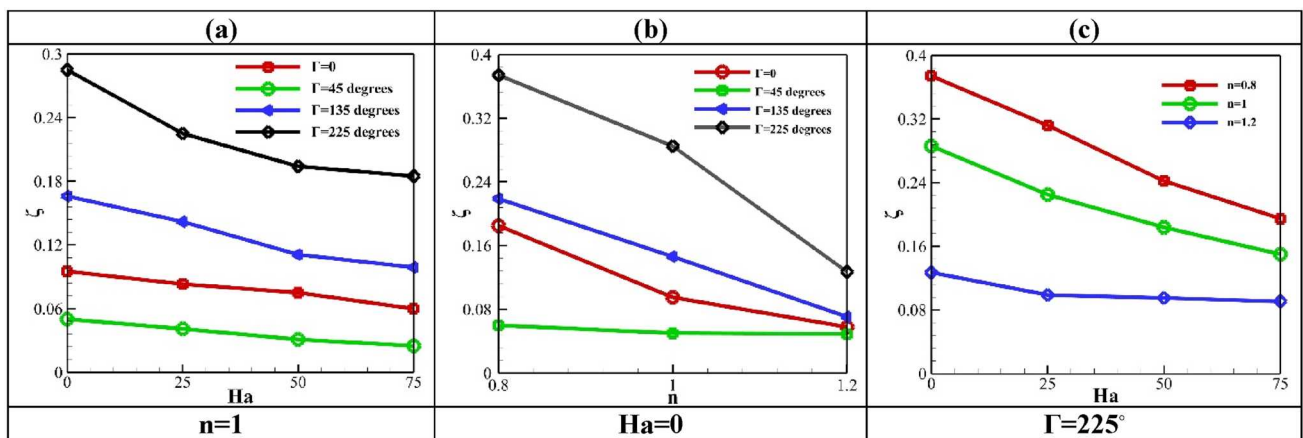 (a)
(b)
(c)
0.3
0.24
0.18
0.12
0.06
0
ζ
Γ=0
Γ=45 degrees
Γ=135 degrees
Γ=225 degrees
0
25
50
75
Ha
0.4
0.32
0.24
0.16
0.08
0
ζ
Γ=0
Γ=45 degrees
Γ=135 degrees
Γ=225 degrees
0.8
1
1.2
n
0.4
0.32
0.24
0.16
0.08
0
ζ
n=0.8
n=1
n=1.2
0
25
50
75
Ha
n=1
Ha=0
Γ=225°